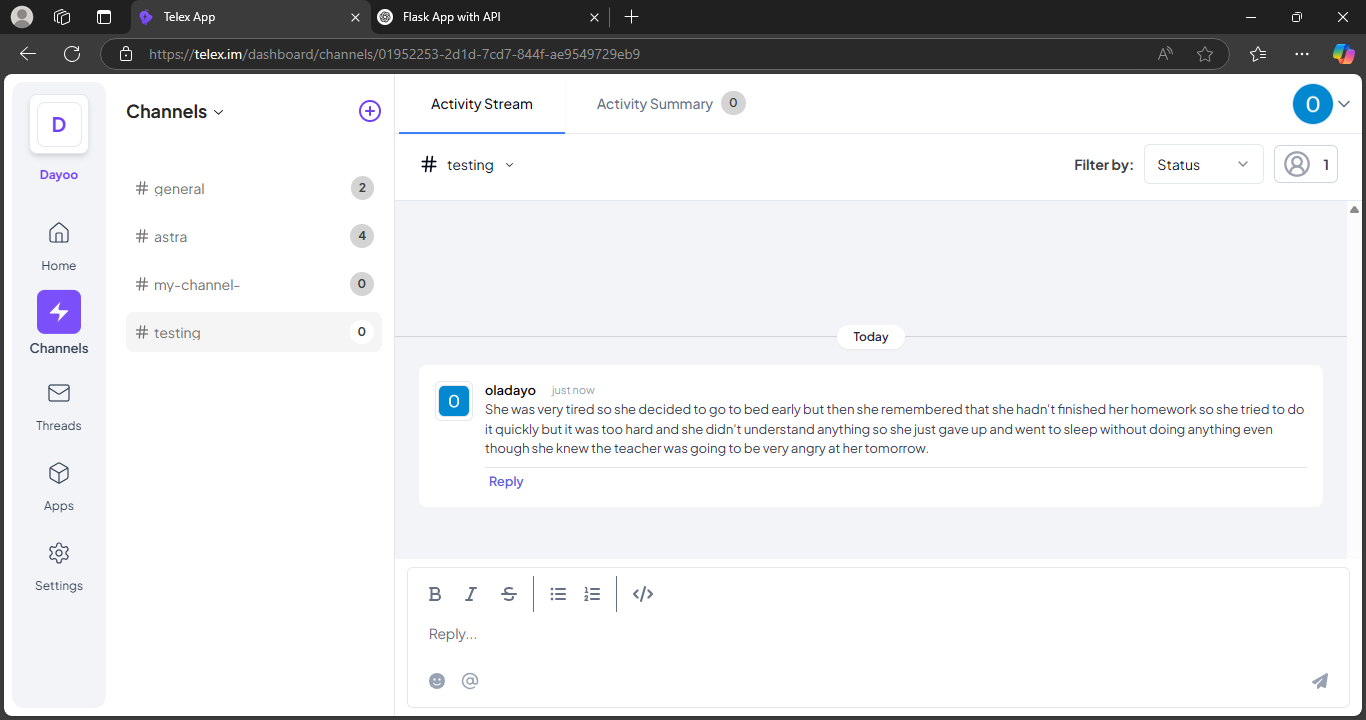 Telex App
Flask App with API
https://telex.im/dashboard/channels/01952253-2d1d-7cd7-844f-ae9549729eb9
D
Dayoo
Home
Channels
Threads
Apps
Settings
Channels
# general 2
# astra 4
# my-channel- 0
# testing 0
Activity Stream
Activity Summary 0
O
# testing
Filter by:
Status
1
Today
O
oladayo just now
She was very tired so she decided to go to bed early but then she remembered that she hadn't finished her homework so she tried to do
it quickly but it was too hard and she didn't understand anything so she just gave up and went to sleep without doing anything even
though she knew the teacher was going to be very angry at her tomorrow.
Reply
B I S
Reply...
@